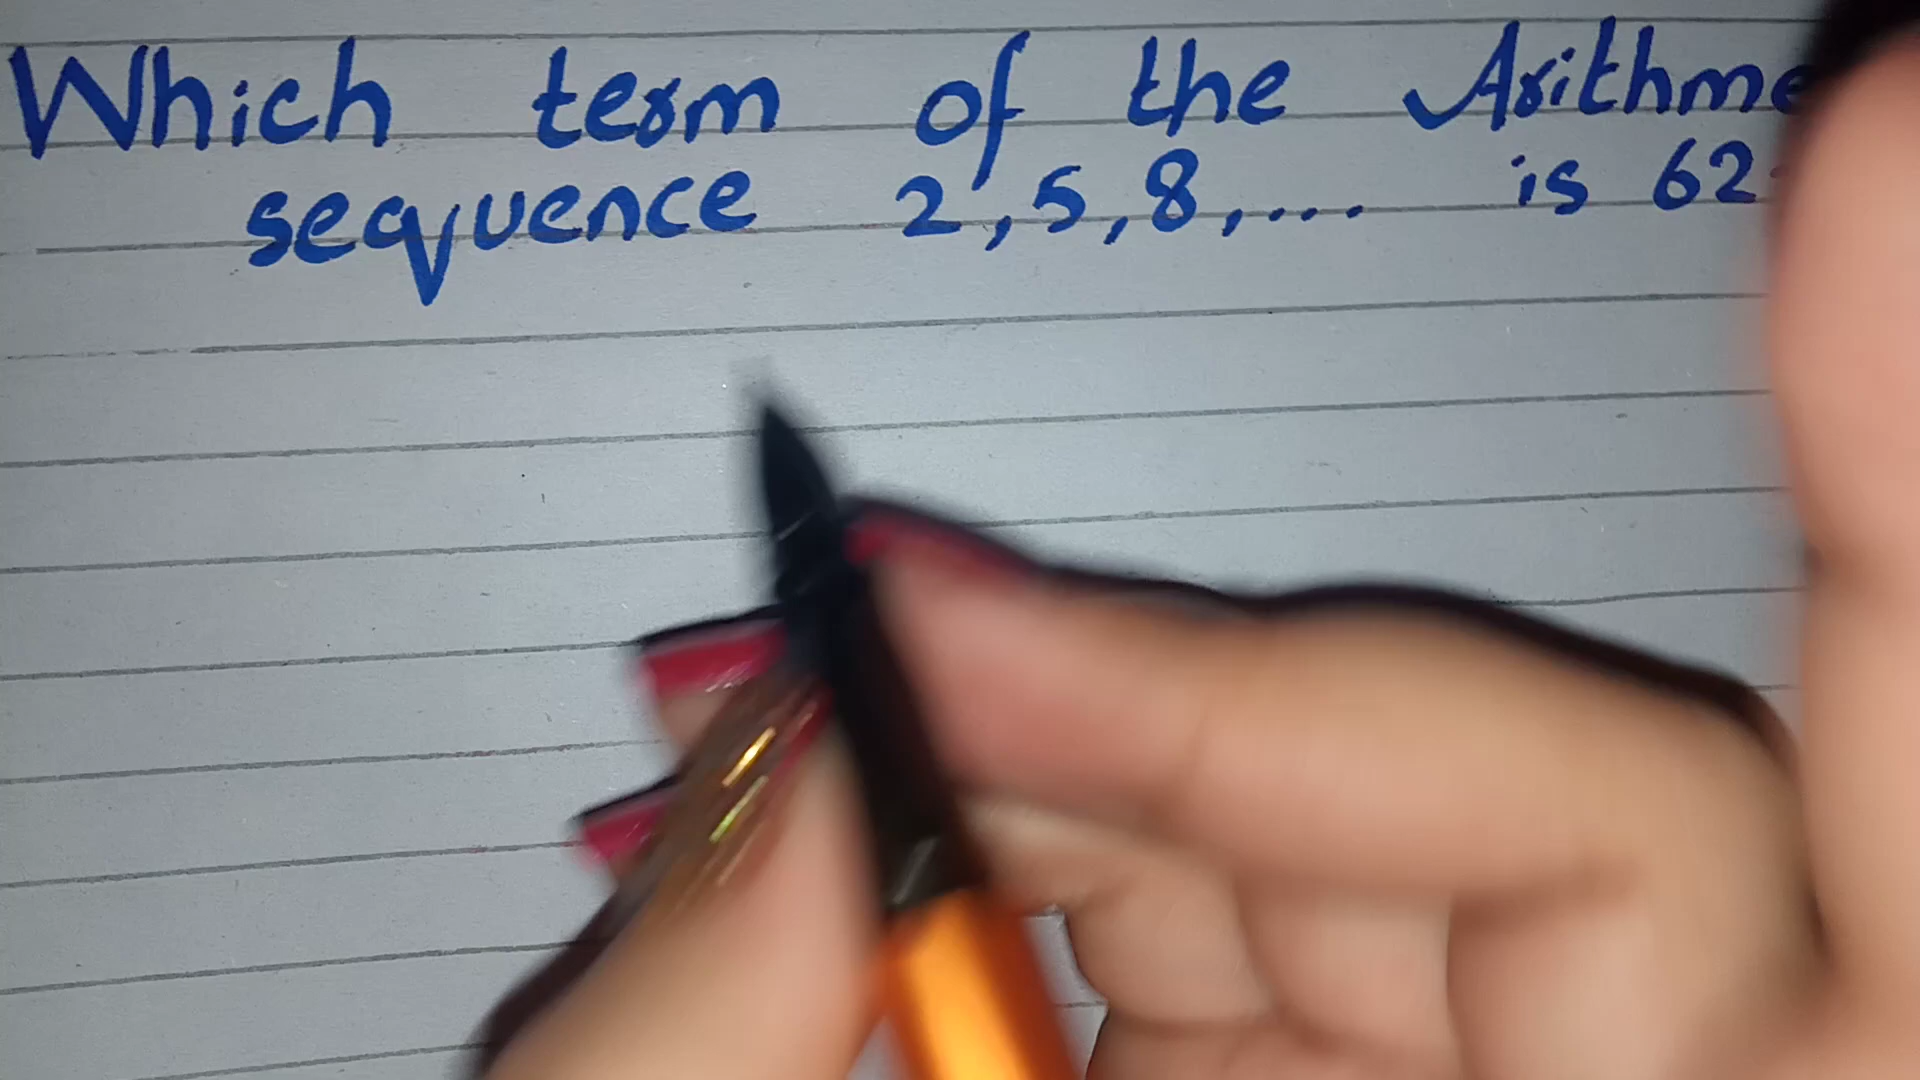 Which term of the Arithme
sequence 2, 5, 8, .... is 62